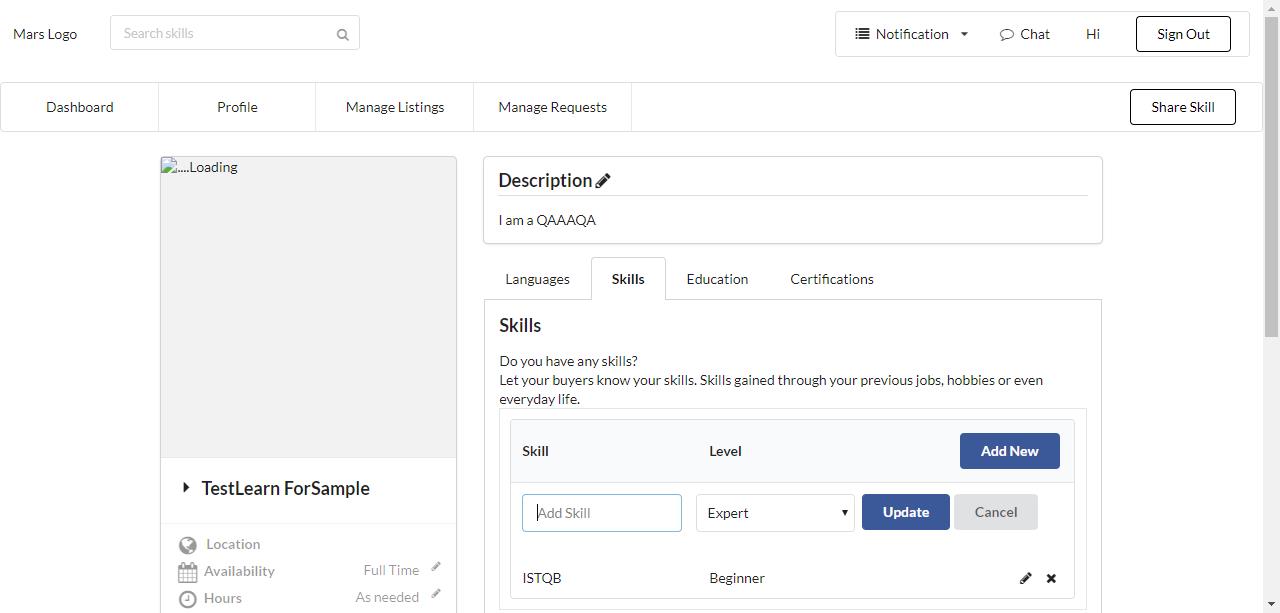 Mars Logo
Search skills
Notification
Chat
Hi
Sign Out
Dashboard
Profile
Manage Listings
Manage Requests
Share Skill
....Loading
Description
I am a QAAAQA
Languages
Skills
Education
Certifications
Skills
Do you have any skills?
Let your buyers know your skills. Skills gained through your previous jobs, hobbies or even
everyday life.
Skill
Level
Add New
Add Skill
Expert
Update
Cancel
ISTQB
Beginner
TestLearn ForSample
Location
Availability
Full Time
Hours
As needed